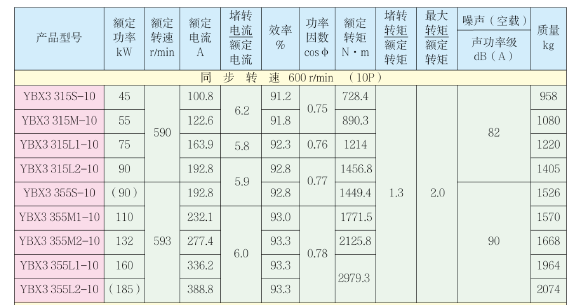 产品型号 额定功率 kW 额定转速 r/min 额定电流 A 堵转电流/额定电流 效率 % 功率因数 cosφ 额定转矩 N·m 堵转转矩/额定转矩 最大转矩/额定转矩 噪声(空载) 声功率级 dB(A) 质量 kg
同步转速 600 r/min (10P)
YBX3 315S-10 45 590 100.8 6.2 91.2 0.75 728.4 1.3 2.0 82 958
YBX3 315M-10 55 122.6 91.8 890.3 1080
YBX3 315L1-10 75 163.9 5.8 92.3 0.76 1214 1220
YBX3 315L2-10 90 192.8 5.9 92.8 0.77 1456.8 1405
YBX3 355S-10 (90) 593 192.8 92.8 1449.4 90 1526
YBX3 355M1-10 110 232.1 6.0 93.0 0.78 1771.5 1570
YBX3 355M2-10 132 277.4 93.3 2125.8 1668
YBX3 355L1-10 160 336.2 93.3 2979.3 1964
YBX3 355L2-10 (185) 388.8 93.3 2074